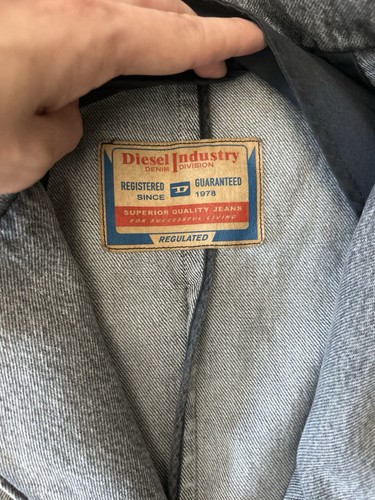 Diesel Industry
DENIM DIVISION
REGISTERED D GUARANTEED
SINCE 1978
SUPERIOR QUALITY JEANS
FOR SUCCESSFUL LIVING
REGULATED